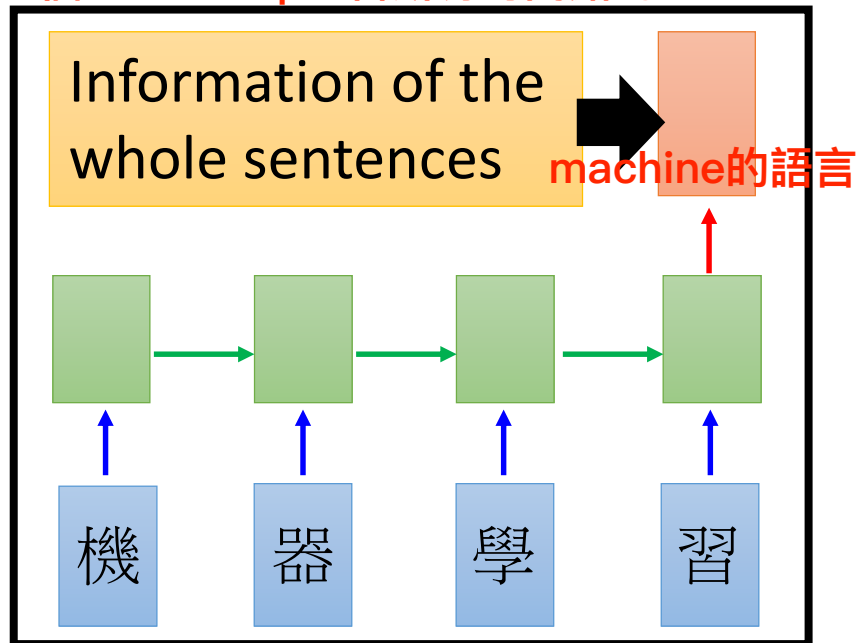 Information of the
whole sentences
machine的語言
機 器 學 習